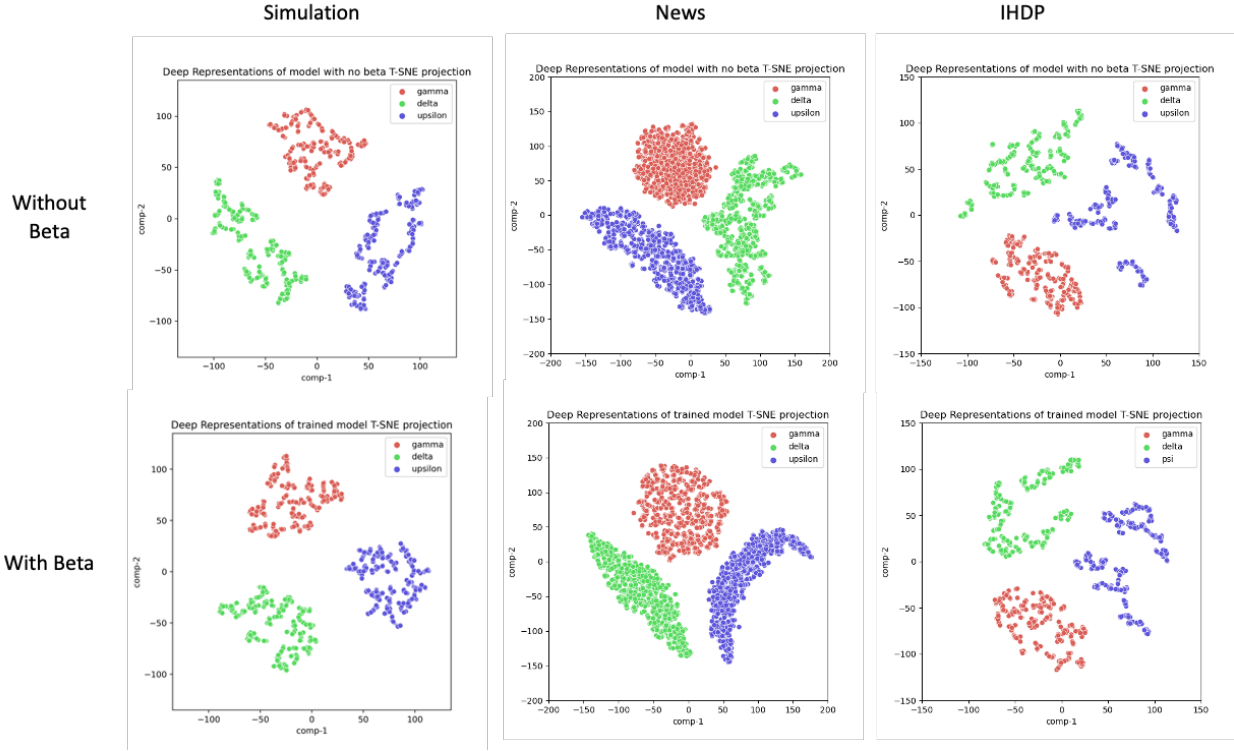 Simulation
News
IHDP
Without
Beta
Deep Representations of model with no beta T-SNE projection
gamma
delta
upsilon
100
50
0
−50
−100
comp-2
−100
−50
0
50
100
comp-1
Deep Representations of model with no beta T-SNE projection
gamma
delta
upsilon
200
150
100
50
0
−50
−100
−150
−200
comp-2
−200
−150
−100
−50
0
50
100
150
200
comp-1
Deep Representations of model with no beta T-SNE projection
gamma
delta
upsilon
150
100
50
0
−50
−100
−150
comp-2
−150
−100
−50
0
50
100
150
comp-1
With Beta
Deep Representations of trained model T-SNE projection
gamma
delta
upsilon
100
50
0
−50
−100
comp-2
−100
−50
0
50
100
comp-1
Deep Representations of trained model T-SNE projection
gamma
delta
upsilon
200
150
100
50
0
−50
−100
−150
−200
comp-2
−200
−150
−100
−50
0
50
100
150
200
comp-1
Deep Representations of trained model T-SNE projection
gamma
delta
psi
150
100
50
0
−50
−100
−150
comp-2
−150
−100
−50
0
50
100
150
comp-1